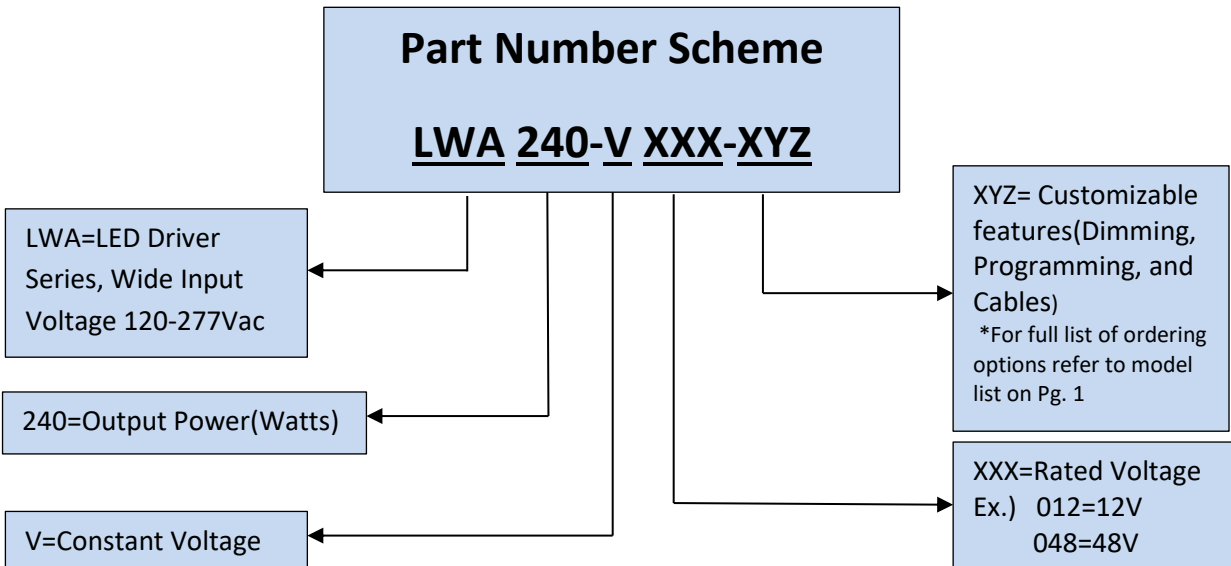 Part Number Scheme
LWA 240-V XXX-XYZ
LWA=LED Driver
Series, Wide Input
Voltage 120-277Vac
240=Output Power(Watts)
V=Constant Voltage
XYZ= Customizable
features(Dimming,
Programming, and
Cables)
*For full list of ordering
options refer to model
list on Pg. 1
XXX=Rated Voltage
Ex.) 012=12V
048=48V